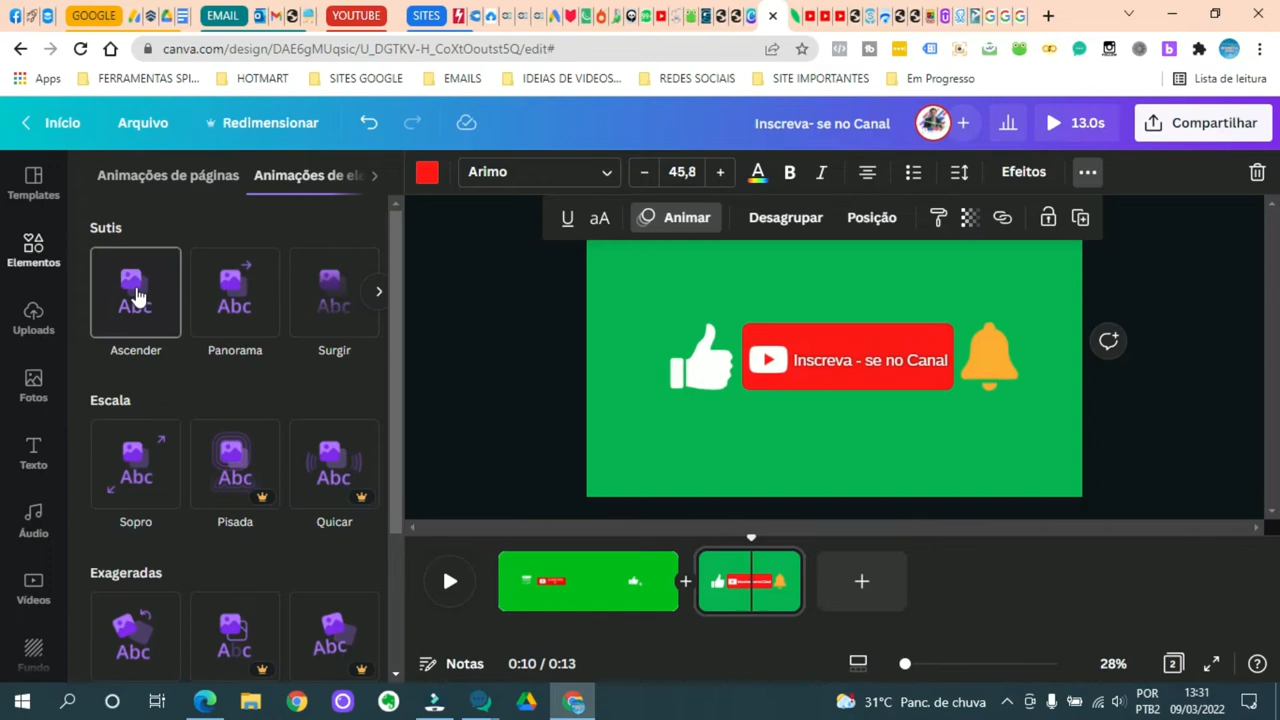 GOOGLE
EMAIL
YOUTUBE
SITES
canva.com/design/DAE6gMUqsic/U_DGTKV-H_CoXtOoutst5Q/edit#
Apps
FERRAMENTAS SPI...
HOTMART
SITES GOOGLE
EMAILS
IDEIAS DE VIDEOS...
REDES SOCIAIS
SITE IMPORTANTES
Em Progresso
Lista de leitura
Início
Arquivo
Redimensionar
Inscreva- se no Canal
13.0s
Compartilhar
Templates
Elementos
Uploads
Fotos
Texto
Áudio
Vídeos
Fundo
Animações de páginas
Animações de ele
Arimo
45,8
A
B
I
Efeitos
U
aA
Animar
Desagrupar
Posição
Sutis
Abc
Abc
Abc
Ascender
Panorama
Surgir
Escala
Abc
Abc
Abc
Sopro
Pisada
Quicar
Exageradas
Abc
Abc
Abc
Inscreva - se no Canal
Notas
0:10 / 0:13
28%
2
31°C Panc. de chuva
POR
PTB2
13:31
09/03/2022